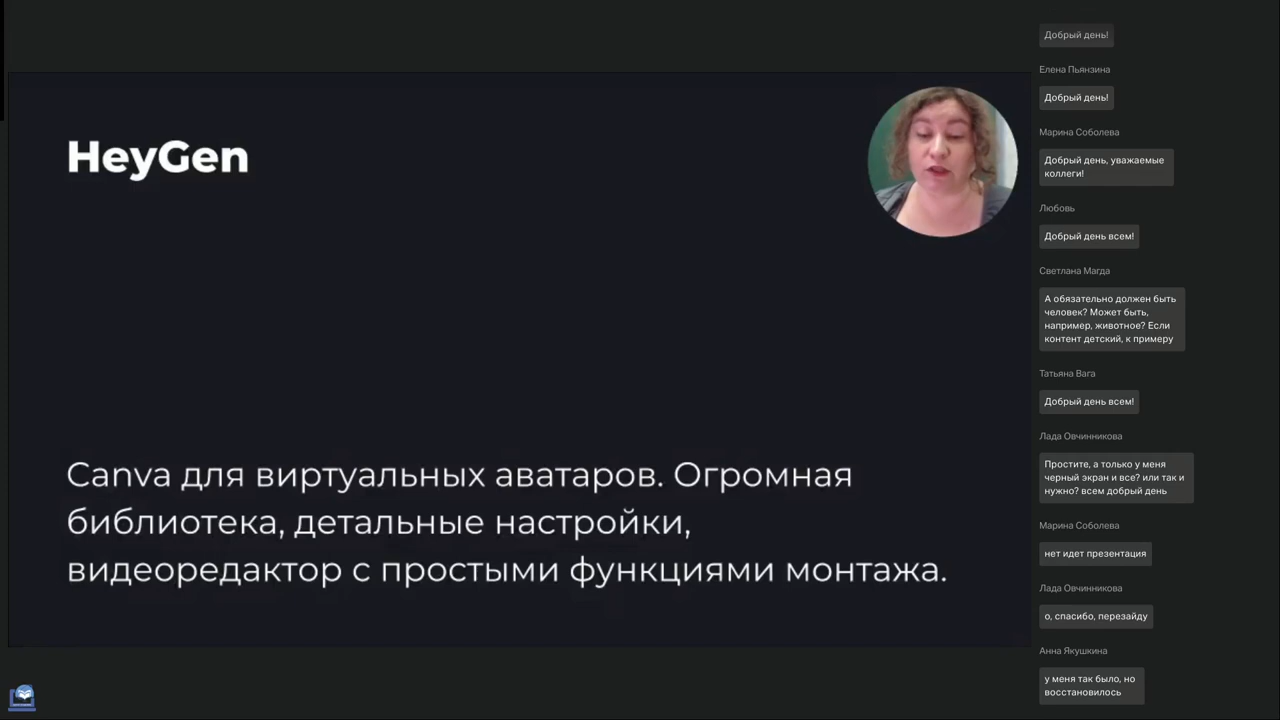 HeyGen
Canva для виртуальных аватаров. Огромная
библиотека, детальные настройки,
видеоредактор с простыми функциями монтажа.
Добрый день!
Елена Пьянзина
Добрый день!
Марина Соболева
Добрый день, уважаемые
коллеги!
Любовь
Добрый день всем!
Светлана Магда
А обязательно должен быть
человек? Может быть,
например, животное? Если
контент детский, к примеру
Татьяна Вага
Добрый день всем!
Лада Овчинникова
Простите, а только у меня
черный экран и все? или так и
нужно? всем добрый день
Марина Соболева
нет идет презентация
Лада Овчинникова
о, спасибо, перезайду
Анна Якушкина
у меня так было, но
восстановилось